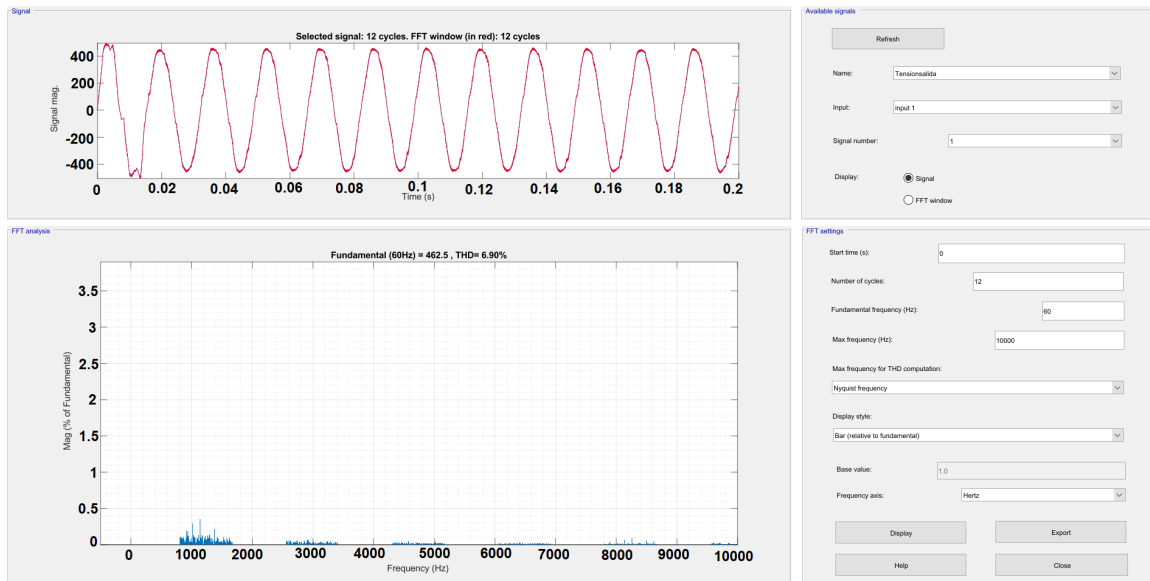 Signal
Selected signal: 12 cycles. FFT window (in red): 12 cycles
Signal mag.
400
200
0
-200
-400
0 0.02 0.04 0.06 0.08 0.1 0.12 0.14 0.16 0.18 0.2
Time (s)
FFT analysis
Fundamental (60Hz) = 462.5 , THD= 6.90%
Mag (% of Fundamental)
3.5
3
2.5
2
1.5
1
0.5
0
0 1000 2000 3000 4000 5000 6000 7000 8000 9000 10000
Frequency (Hz)
Available signals
Refresh
Name: Tensionsalida
Input: input 1
Signal number: 1
Display: Signal
FFT window
FFT settings
Start time (s): 0
Number of cycles: 12
Fundamental frequency (Hz): 60
Max frequency (Hz): 10000
Max frequency for THD computation:
Nyquist frequency
Display style:
Bar (relative to fundamental)
Base value: 1.0
Frequency axis: Hertz
Display Export
Help Close